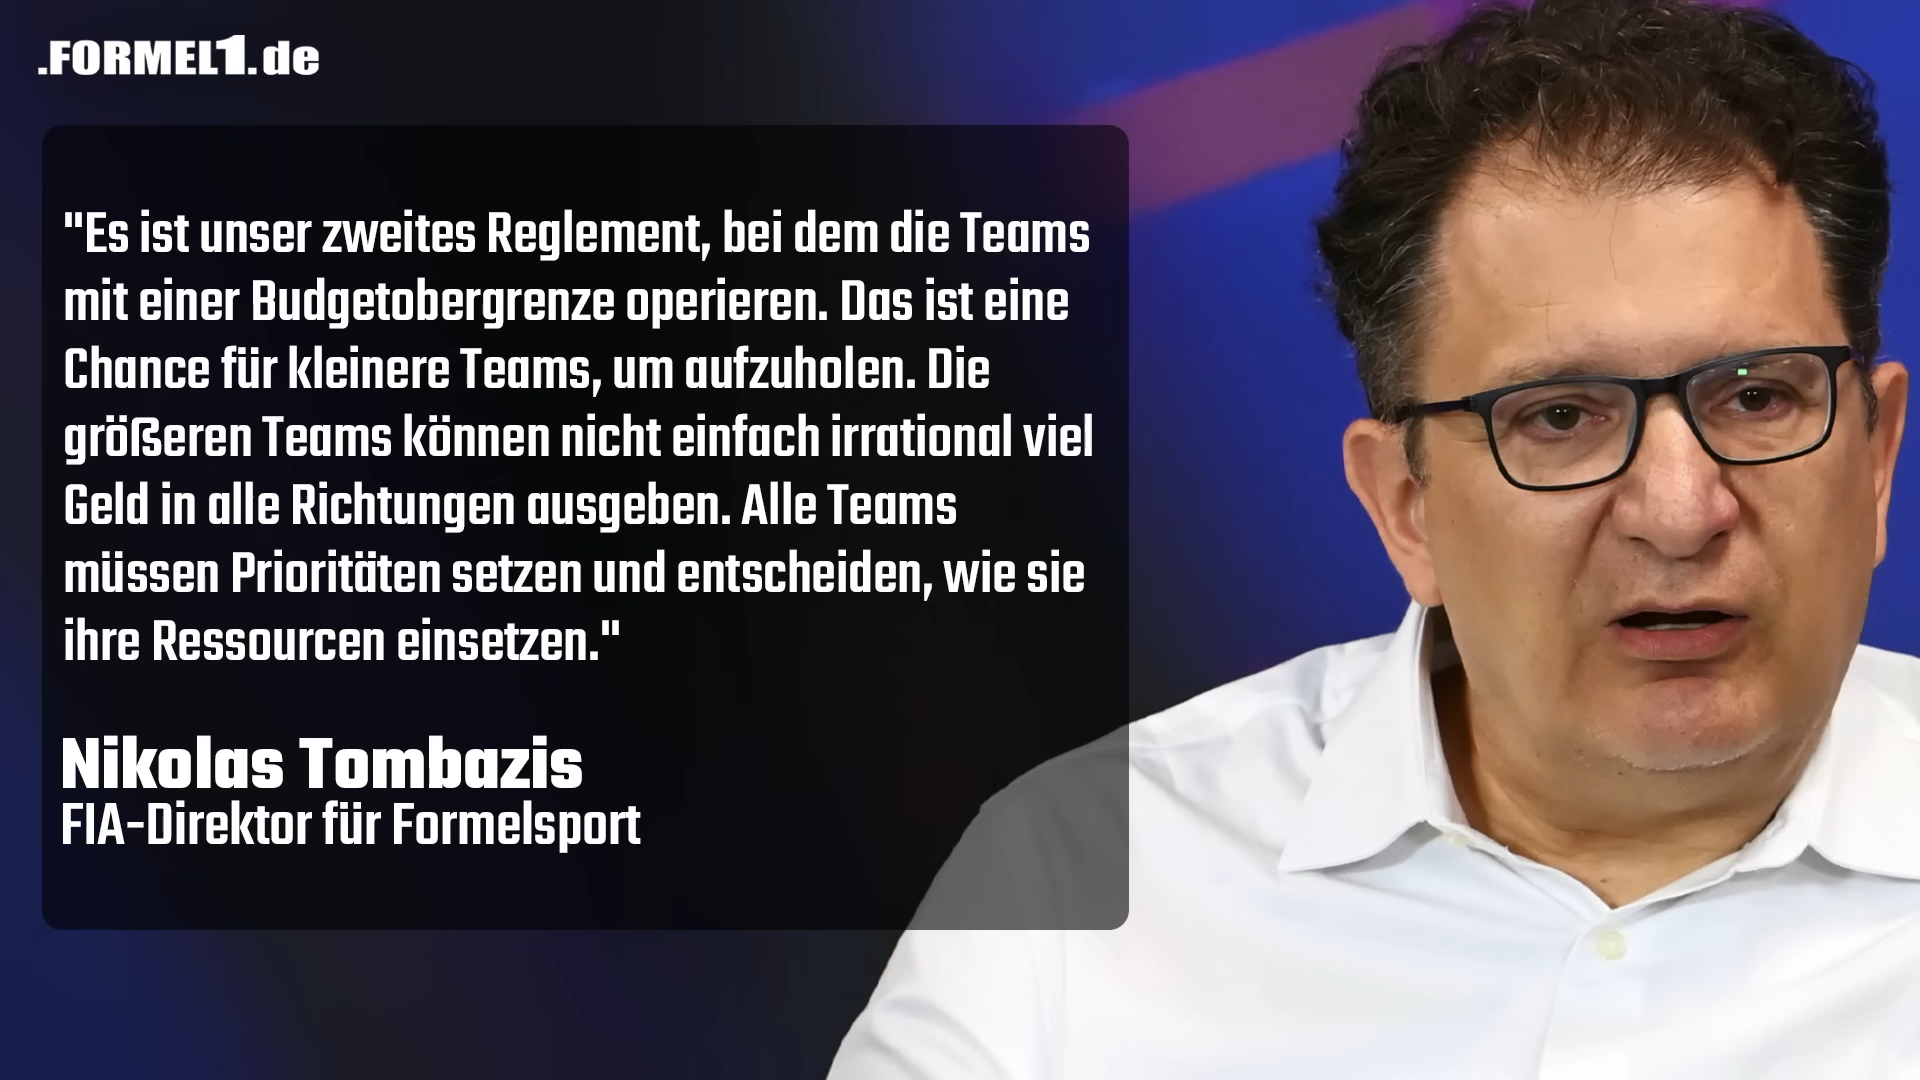 .FORMEL1.de
"Es ist unser zweites Reglement, bei dem die Teams
mit einer Budgetobergrenze operieren. Das ist eine
Chance für kleinere Teams, um aufzuholen. Die
größeren Teams können nicht einfach irrational viel
Geld in alle Richtungen ausgeben. Alle Teams
müssen Prioritäten setzen und entscheiden, wie sie
ihre Ressourcen einsetzen."
Nikolas Tombazis
FIA-Direktor für Formelsport